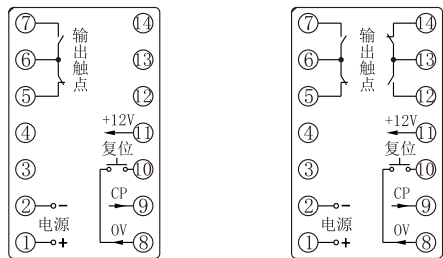 ⑦ 输出触点 ⑭
⑥ ⑬
⑤ ⑫
④ +12V ⑪
③ 复位 ⑩
② − CP ⑨
电源
① + OV ⑧
⑦ 输出触点 ⑭
⑥ ⑬
⑤ ⑫
④ +12V ⑪
③ 复位 ⑩
② − CP ⑨
电源
① + OV ⑧